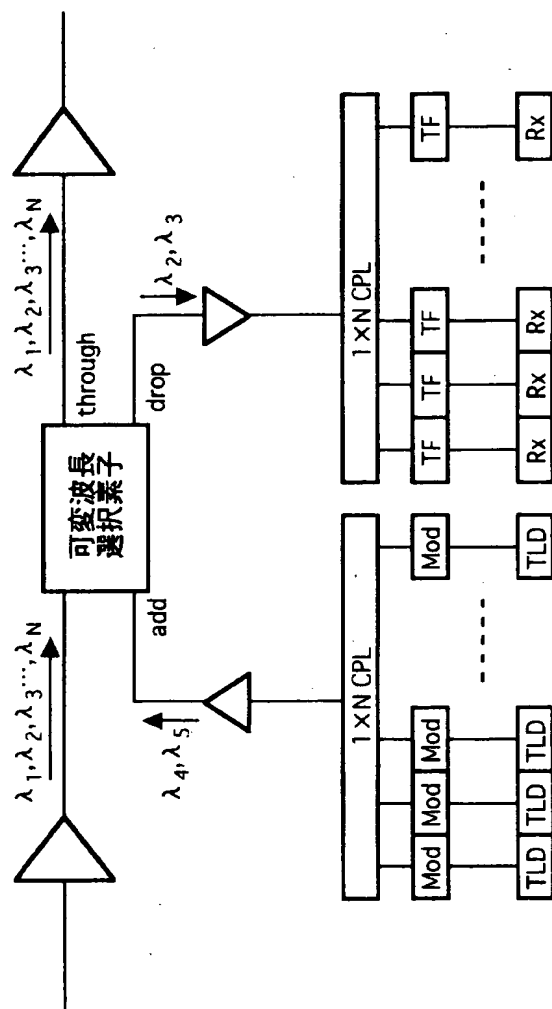 λ1,λ2,λ3…,λN
λ1,λ2,λ3…,λN
可変波長
選択素子
through
add
drop
λ4,λ5
λ2,λ3
1×N CPL
1×N CPL
Mod Mod Mod Mod
TF TF TF TF
TLD TLD TLD TLD
Rx Rx Rx Rx